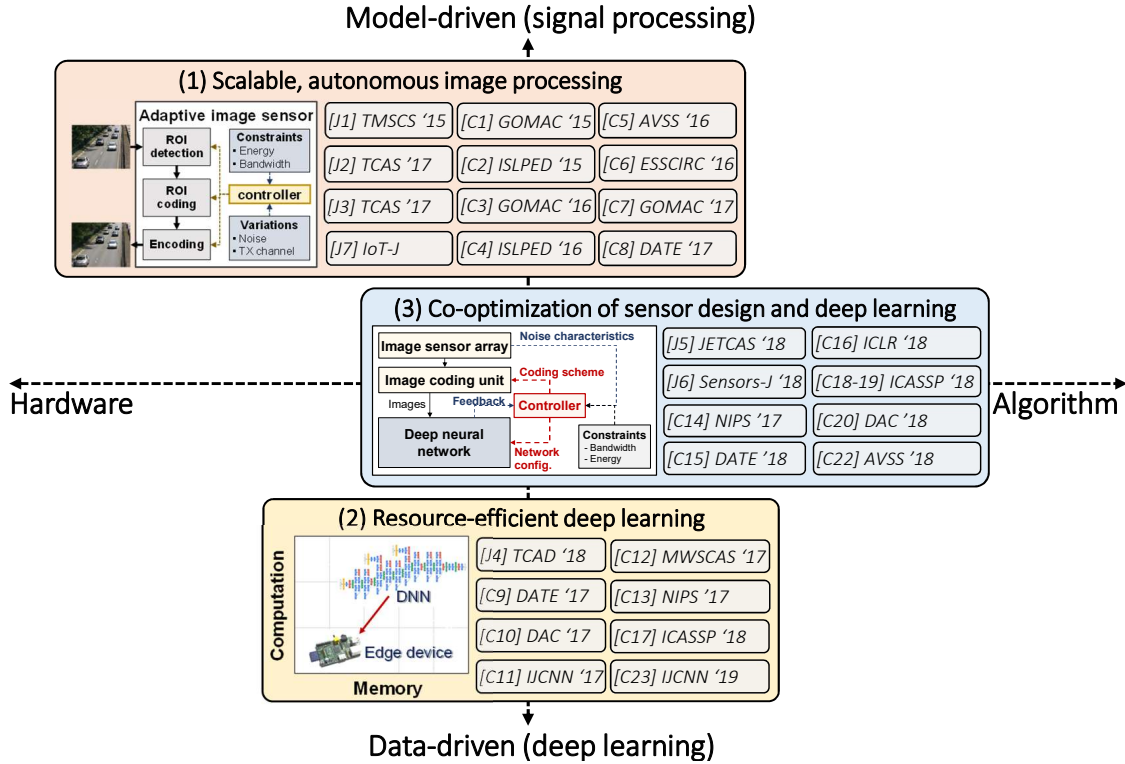 Model-driven (signal processing)
(1) Scalable, autonomous image processing
Adaptive image sensor
ROI
detection
ROI
coding
Encoding
Constraints
▪ Energy
▪ Bandwidth
controller
Variations
▪ Noise
▪ TX channel
[J1] TMSCS ‘15
[C1] GOMAC ‘15
[C5] AVSS ‘16
[J2] TCAS ‘17
[C2] ISLPED ‘15
[C6] ESSCIRC ‘16
[J3] TCAS ‘17
[C3] GOMAC ‘16
[C7] GOMAC ‘17
[J7] IoT-J
[C4] ISLPED ‘16
[C8] DATE ‘17
(3) Co-optimization of sensor design and deep learning
Image sensor array
Noise characteristics
Image coding unit
Coding scheme
Images
Feedback
Controller
Deep neural
network
Network
config.
Constraints
- Bandwidth
- Energy
[J5] JETCAS ‘18
[C16] ICLR ‘18
[J6] Sensors-J ‘18
[C18-19] ICASSP ‘18
[C14] NIPS ’17
[C20] DAC ’18
[C15] DATE ‘18
[C22] AVSS ’18
Hardware
Algorithm
(2) Resource-efficient deep learning
Computation
DNN
Edge device
Memory
[J4] TCAD ‘18
[C12] MWSCAS ‘17
[C9] DATE ‘17
[C13] NIPS ‘17
[C10] DAC ‘17
[C17] ICASSP ‘18
[C11] IJCNN ‘17
[C23] IJCNN ‘19
Data-driven (deep learning)